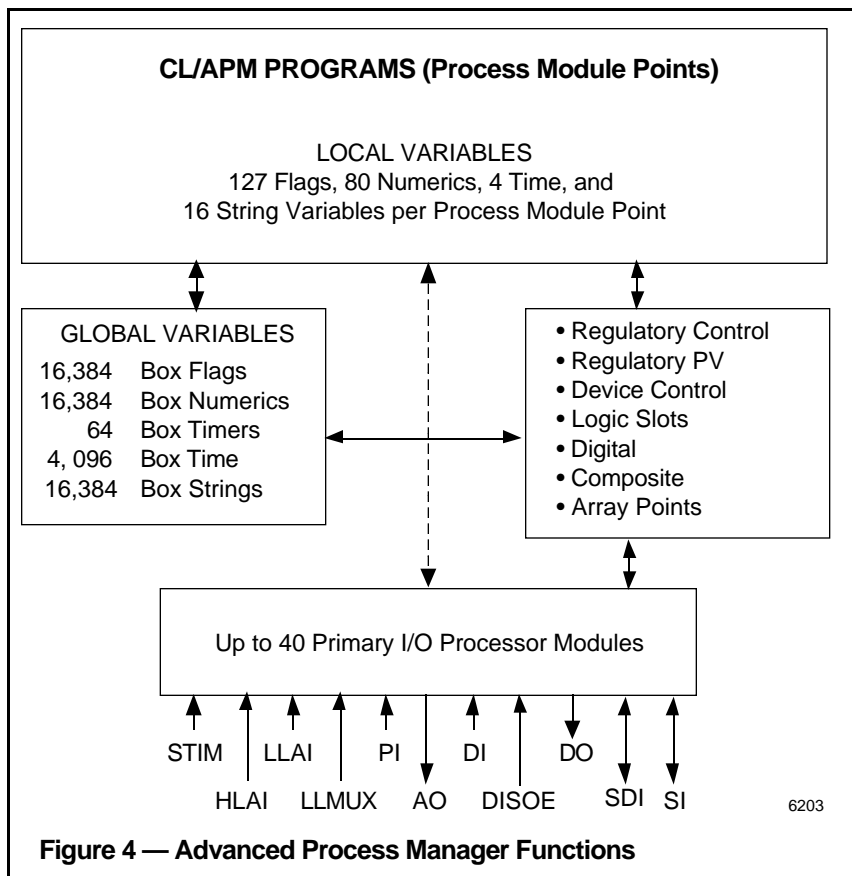 CL/APM PROGRAMS (Process Module Points)
LOCAL VARIABLES
127 Flags, 80 Numerics, 4 Time, and
16 String Variables per Process Module Point
GLOBAL VARIABLES
16,384 Box Flags
16,384 Box Numerics
64 Box Timers
4, 096 Box Time
16,384 Box Strings
• Regulatory Control
• Regulatory PV
• Device Control
• Logic Slots
• Digital
• Composite
• Array Points
Up to 40 Primary I/O Processor Modules
STIM LLAI PI DI DO
HLAI LLMUX AO DISOE SDI SI
6203
Figure 4 — Advanced Process Manager Functions